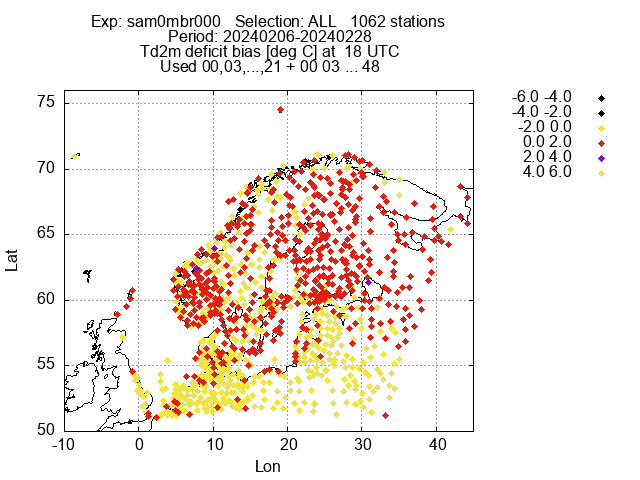 Exp: sam0mbr000   Selection: ALL   1062 stations
Period: 20240206-20240228
Td2m deficit bias [deg C] at  18 UTC
Used 00,03,...,21 + 00 03 ... 48
-6.0 -4.0
-4.0 -2.0
-2.0 0.0
0.0 2.0
2.0 4.0
4.0 6.0
75
70
65
60
55
50
Lat
-10 0 10 20 30 40
Lon